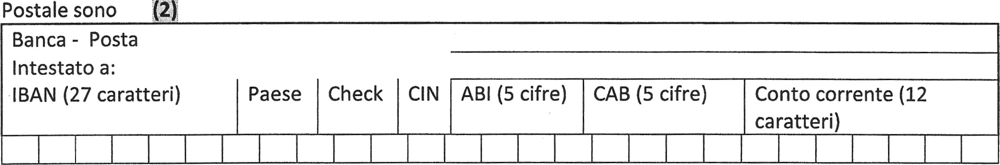 Postale sono (2)
Banca - Posta
Intestato a:
IBAN (27 caratteri) Paese Check CIN ABI (5 cifre) CAB (5 cifre) Conto corrente (12
caratteri)